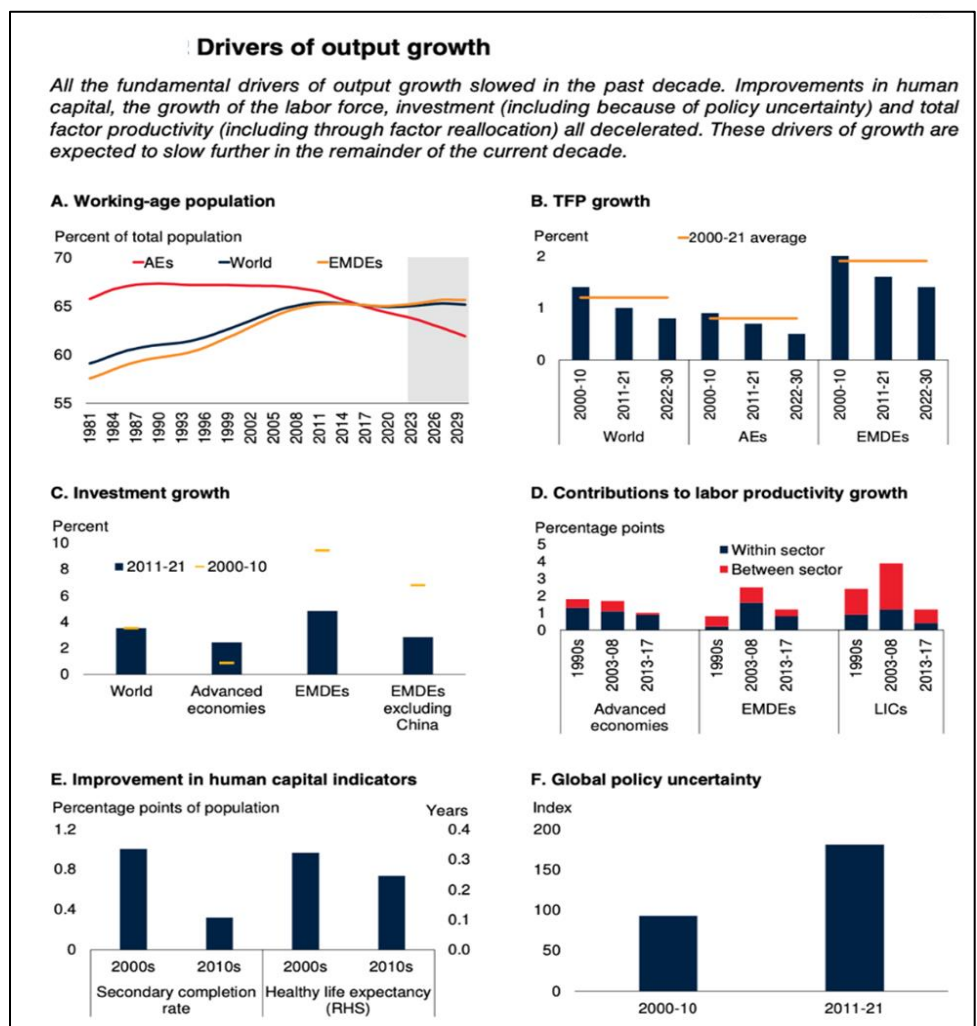 Drivers of output growth
All the fundamental drivers of output growth slowed in the past decade. Improvements in human
capital, the growth of the labor force, investment (including because of policy uncertainty) and total
factor productivity (including through factor reallocation) all decelerated. These drivers of growth are
expected to slow further in the remainder of the current decade.
A. Working-age population
Percent of total population
AEs World EMDEs
70
65
60
55
1981 1984 1987 1990 1993 1996 1999 2002 2005 2008 2011 2014 2017 2020 2023 2026 2029
B. TFP growth
Percent
2000-21 average
2
1
0
2000-10 2011-21 2022-30 2000-10 2011-21 2022-30 2000-10 2011-21 2022-30
World AEs EMDEs
C. Investment growth
Percent
10
8
6
4
2
0
2011-21 2000-10
World Advanced economies EMDEs EMDEs excluding China
D. Contributions to labor productivity growth
Percentage points
5
4
3
2
1
0
Within sector
Between sector
1990s 2003-08 2013-17 1990s 2003-08 2013-17 1990s 2003-08 2013-17
Advanced economies EMDEs LICs
E. Improvement in human capital indicators
Percentage points of population
Years
1.2
0.8
0.4
0
0.4
0.3
0.2
0.1
0.0
2000s 2010s 2000s 2010s
Secondary completion rate Healthy life expectancy (RHS)
F. Global policy uncertainty
Index
200
150
100
50
0
2000-10 2011-21